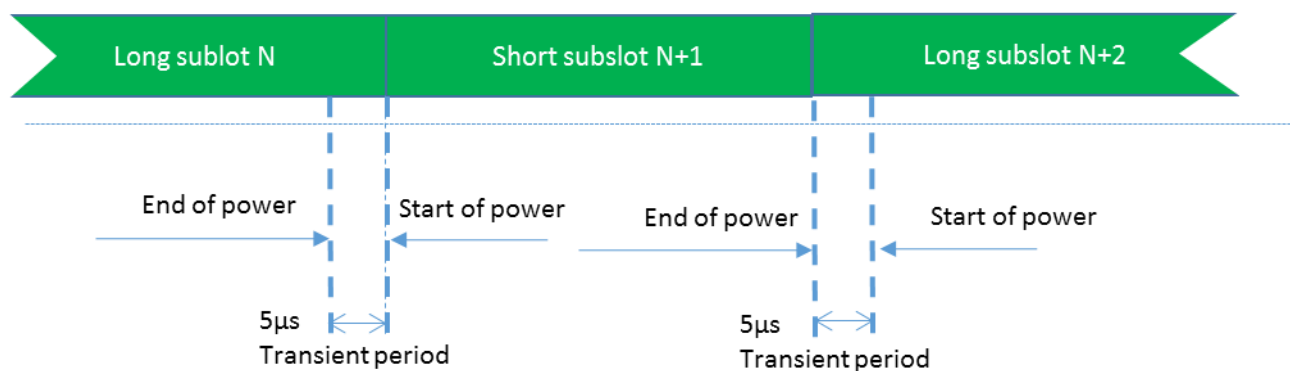 Long sublot N
Short subslot N+1
Long subslot N+2
End of power
Start of power
End of power
Start of power
5µs
Transient period
5µs
Transient period